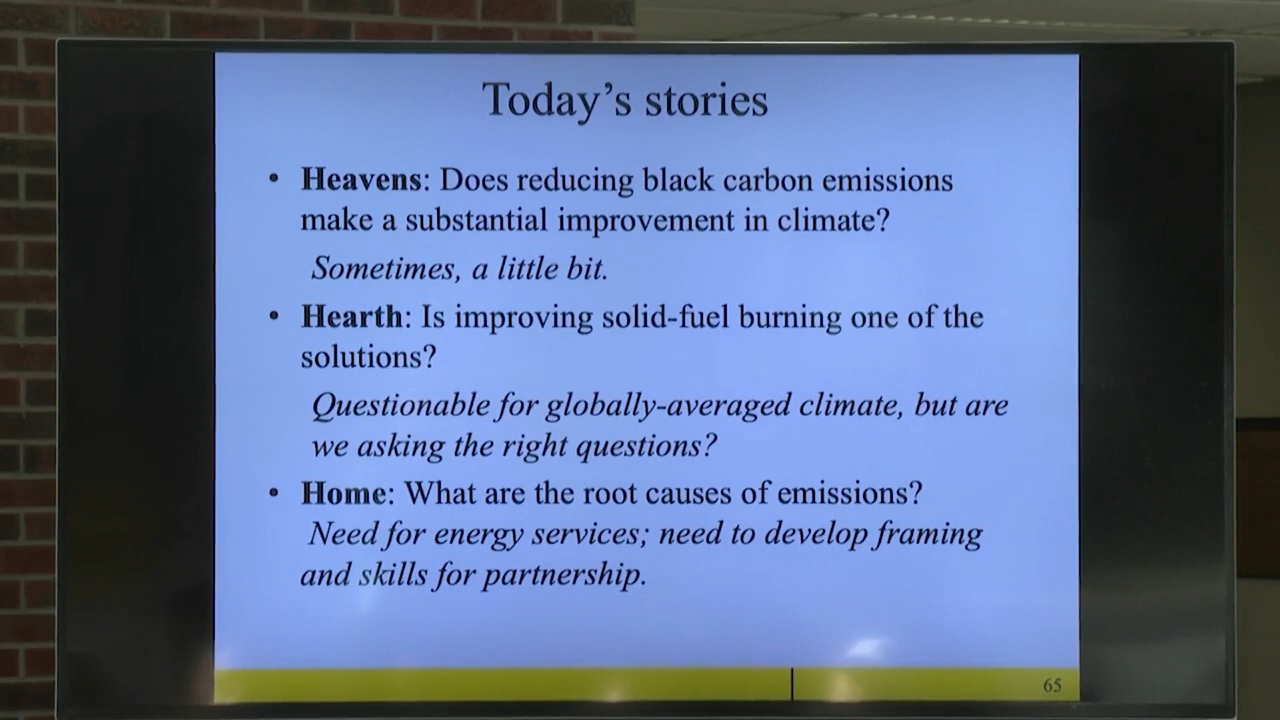 Today's stories
• Heavens: Does reducing black carbon emissions
make a substantial improvement in climate?
Sometimes, a little bit.
• Hearth: Is improving solid-fuel burning one of the
solutions?
Questionable for globally-averaged climate, but are
we asking the right questions?
• Home: What are the root causes of emissions?
Need for energy services; need to develop framing
and skills for partnership.
65